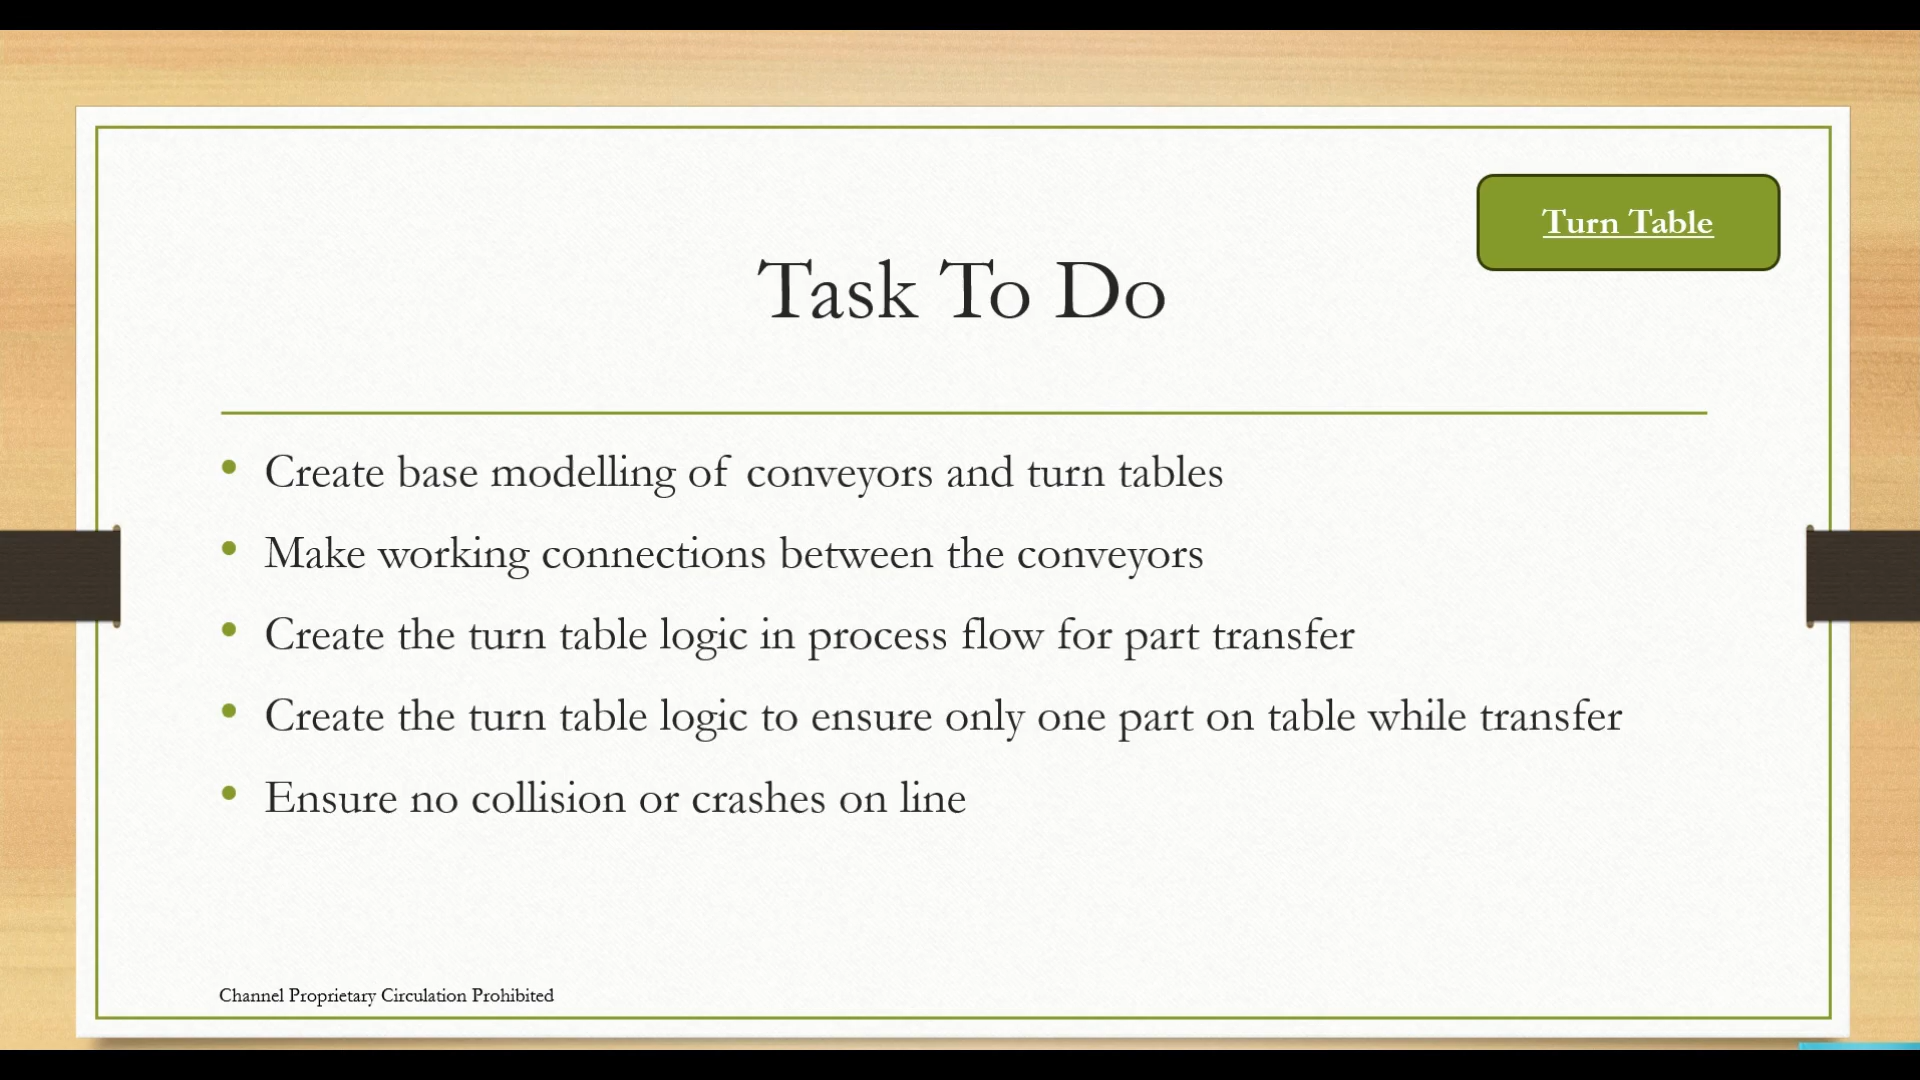 Turn Table
Task To Do
• Create base modelling of conveyors and turn tables
• Make working connections between the conveyors
• Create the turn table logic in process flow for part transfer
• Create the turn table logic to ensure only one part on table while transfer
• Ensure no collision or crashes on line
Channel Proprietary Circulation Prohibited